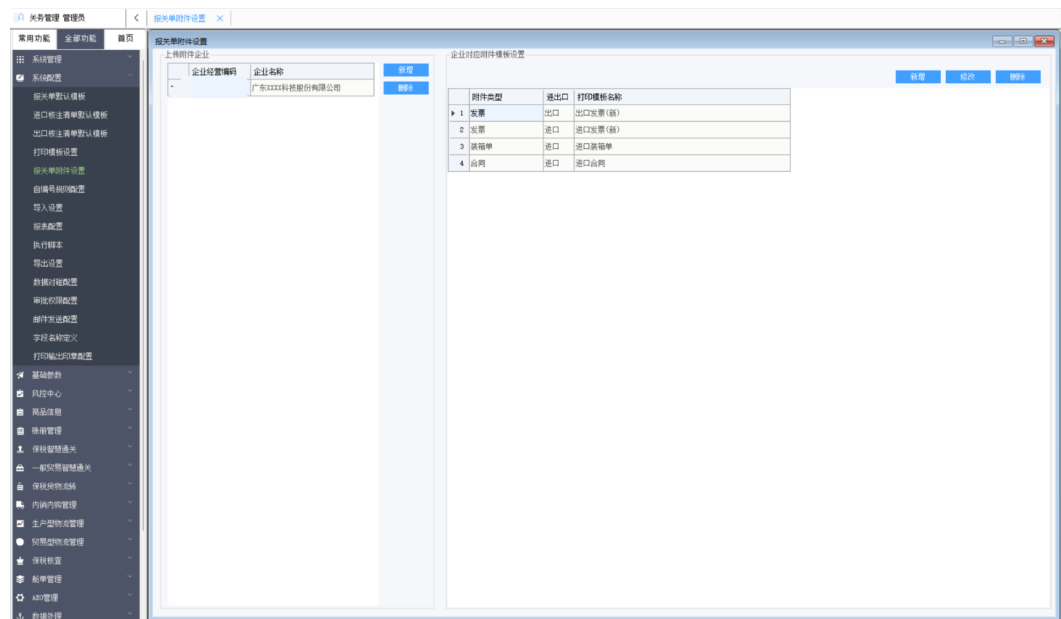 关务管理 管理员
报关单附件设置 ×
常用功能 全部功能 首页
系统管理
系统配置
报关单默认模板
进口核注清单默认模板
出口核注清单默认模板
打印模板设置
报关单附件设置
自编号规则配置
导入设置
报表配置
执行脚本
导出设置
数据对碰配置
审批权限配置
邮件发送配置
字段名称定义
打印输出印章配置
基础参数
风控中心
商品信息
账册管理
保税智慧通关
一般贸易智慧通关
保税货物流转
内销内购管理
生产型物流管理
贸易型物流管理
保税核查
舱单管理
AEO管理
数据处理
报关单附件设置
上传附件企业
企业经营编码 企业名称
广东XXXX科技股份有限公司
新增
删除
企业对应附件模板设置
新增 修改 删除
附件类型 进出口 打印模板名称
1 发票 出口 出口发票(新)
2 发票 进口 进口发票(新)
3 装箱单 进口 进口装箱单
4 合同 进口 进口合同